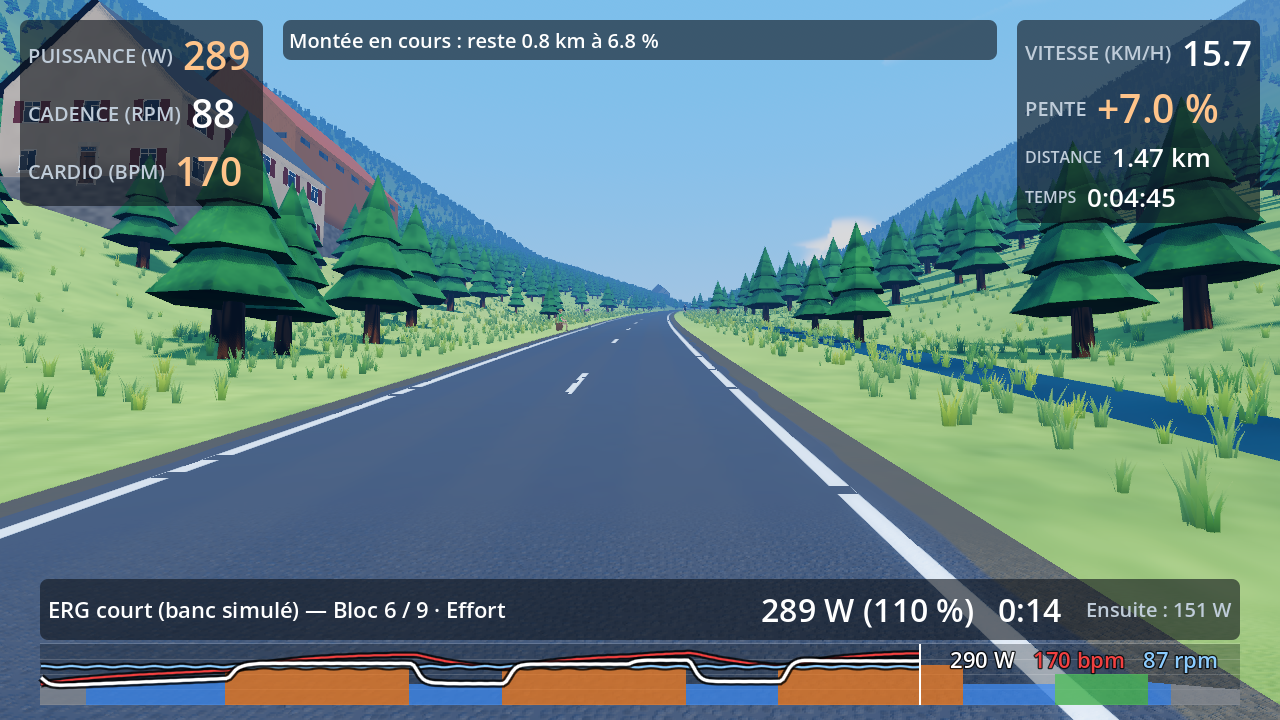 PUISSANCE (W) 289
CADENCE (RPM) 88
CARDIO (BPM) 170
Montée en cours : reste 0.8 km à 6.8 %
VITESSE (KM/H) 15.7
PENTE +7.0 %
DISTANCE 1.47 km
TEMPS 0:04:45
ERG court (banc simulé) — Bloc 6 / 9 · Effort 289 W (110 %) 0:14 Ensuite : 151 W
290 W 170 bpm 87 rpm